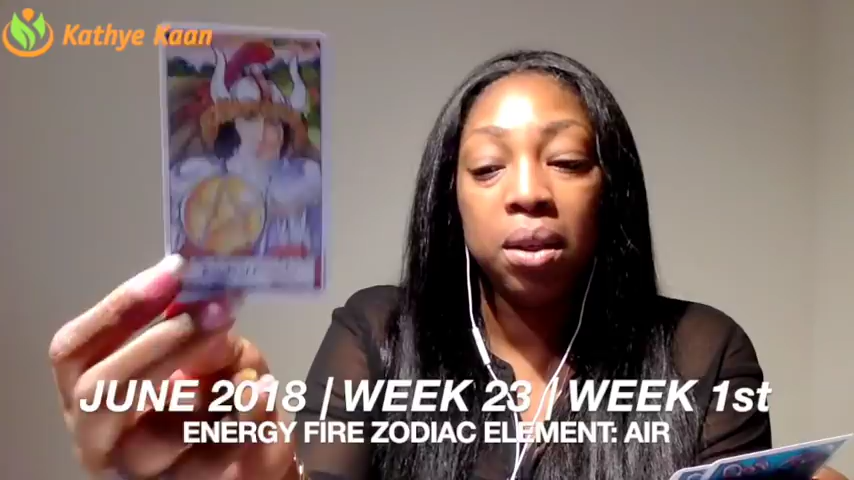 Kathye Kaan
JUNE 2018 | WEEK 23 | WEEK 1st
ENERGY FIRE ZODIAC ELEMENT: AIR